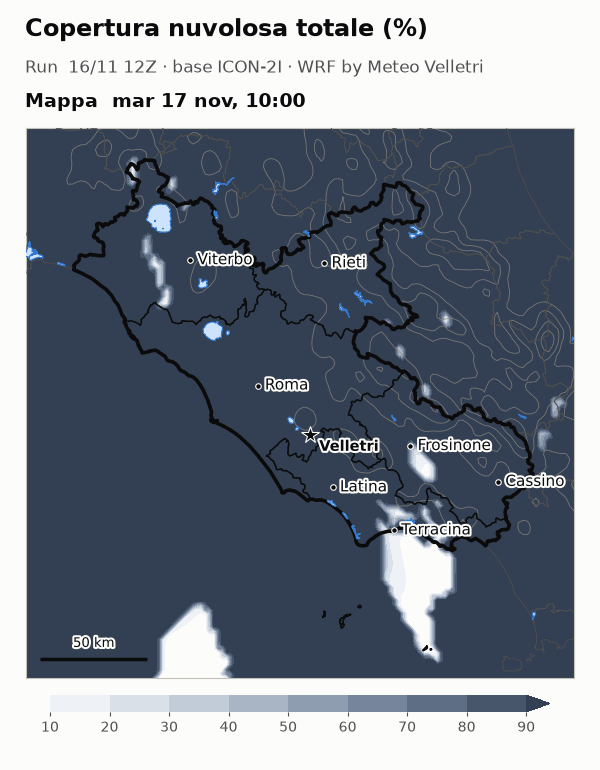 Copertura nuvolosa totale (%)
Run  16/11 12Z · base ICON-2I · WRF by Meteo Velletri
Mappa  mar 17 nov, 10:00
Viterbo
Rieti
Roma
Velletri
Frosinone
Cassino
Latina
Terracina
50 km
10 20 30 40 50 60 70 80 90